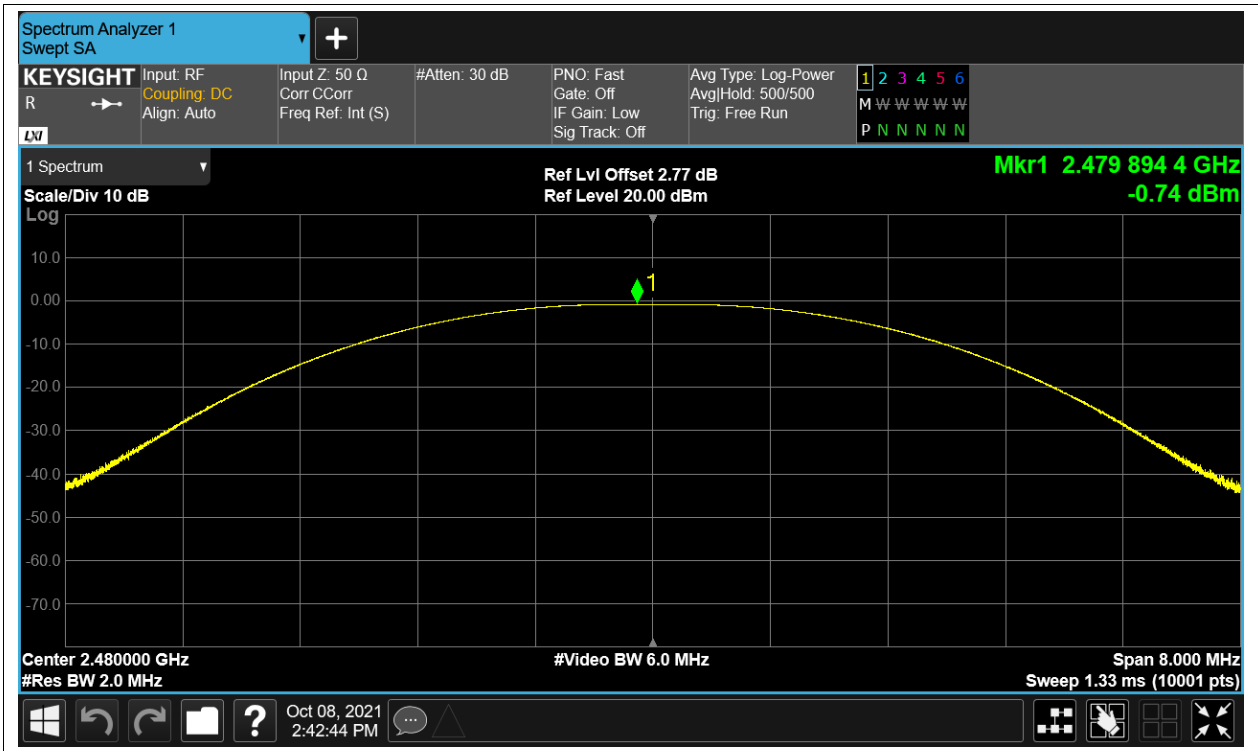 Spectrum Analyzer 1
Swept SA
KEYSIGHT
R
LXI
Input: RF
Coupling: DC
Align: Auto
Input Z: 50 Ω
Corr CCorr
Freq Ref: Int (S)
#Atten: 30 dB
PNO: Fast
Gate: Off
IF Gain: Low
Sig Track: Off
Avg Type: Log-Power
Avg|Hold: 500/500
Trig: Free Run
1 2 3 4 5 6
M W W W W W
P N N N N N
1 Spectrum
Scale/Div 10 dB
Ref Lvl Offset 2.77 dB
Ref Level 20.00 dBm
Mkr1 2.479 894 4 GHz
-0.74 dBm
Log
10.0
1
0.00
-10.0
-20.0
-30.0
-40.0
-50.0
-60.0
-70.0
Center 2.480000 GHz
#Res BW 2.0 MHz
#Video BW 6.0 MHz
Span 8.000 MHz
Sweep 1.33 ms (10001 pts)
?
Oct 08, 2021
2:42:44 PM